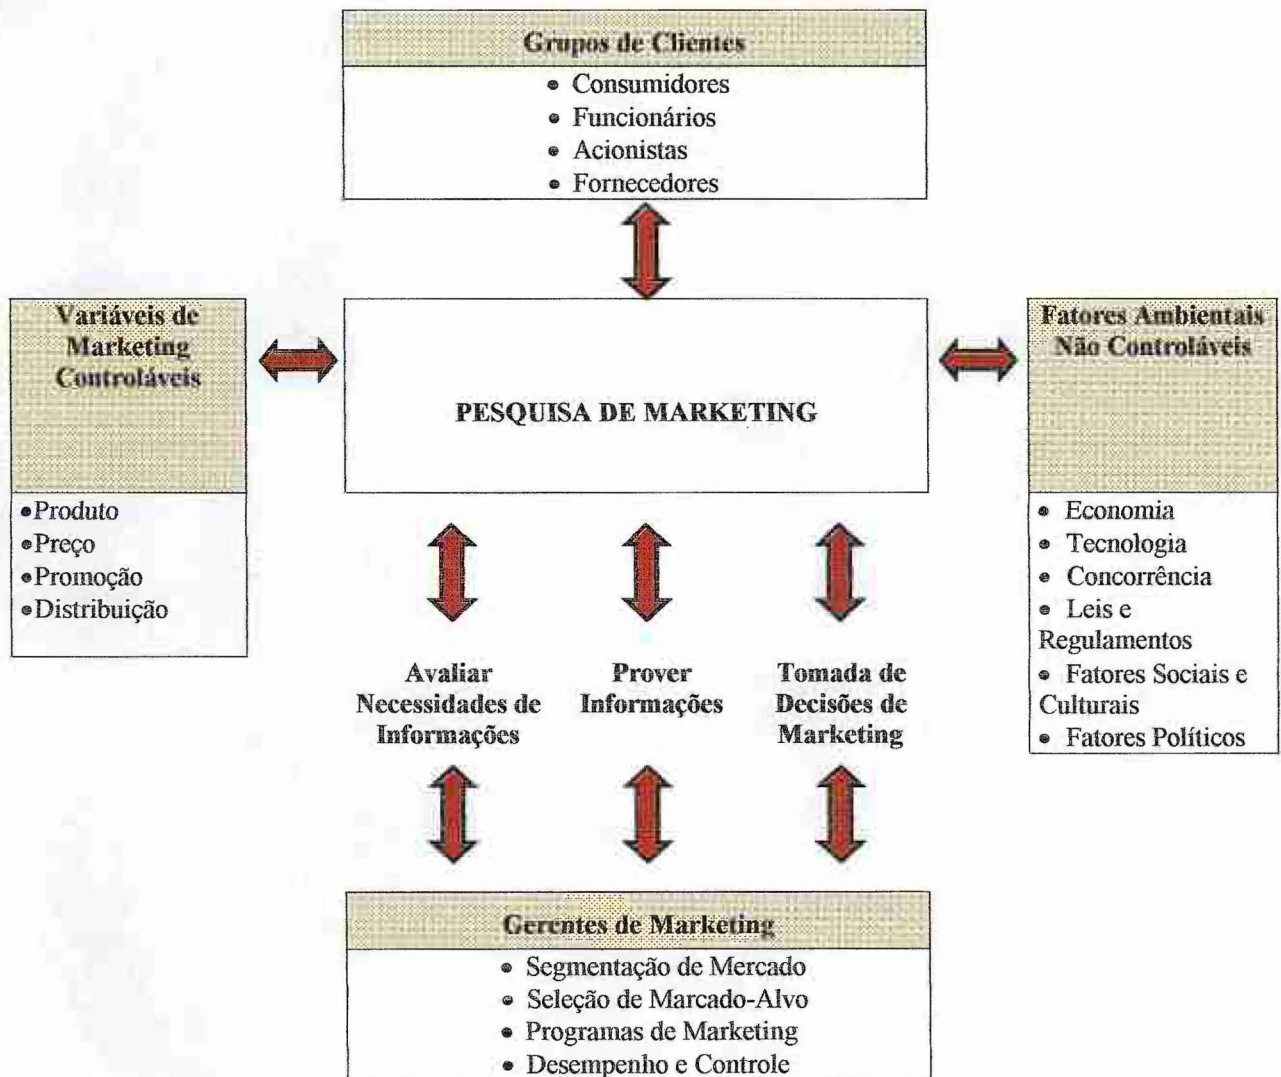 Grupos de Clientes
• Consumidores
• Funcionários
• Acionistas
• Fornecedores
Variáveis de
Marketing
Controláveis
•Produto
•Preço
•Promoção
•Distribuição
PESQUISA DE MARKETING
Fatores Ambientais
Não Controláveis
• Economia
• Tecnologia
• Concorrência
• Leis e
Regulamentos
• Fatores Sociais e
Culturais
• Fatores Políticos
Avaliar
Necessidades de
Informações
Prover
Informações
Tomada de
Decisões de
Marketing
Gerentes de Marketing
• Segmentação de Mercado
• Seleção de Marcado-Alvo
• Programas de Marketing
• Desempenho e Controle